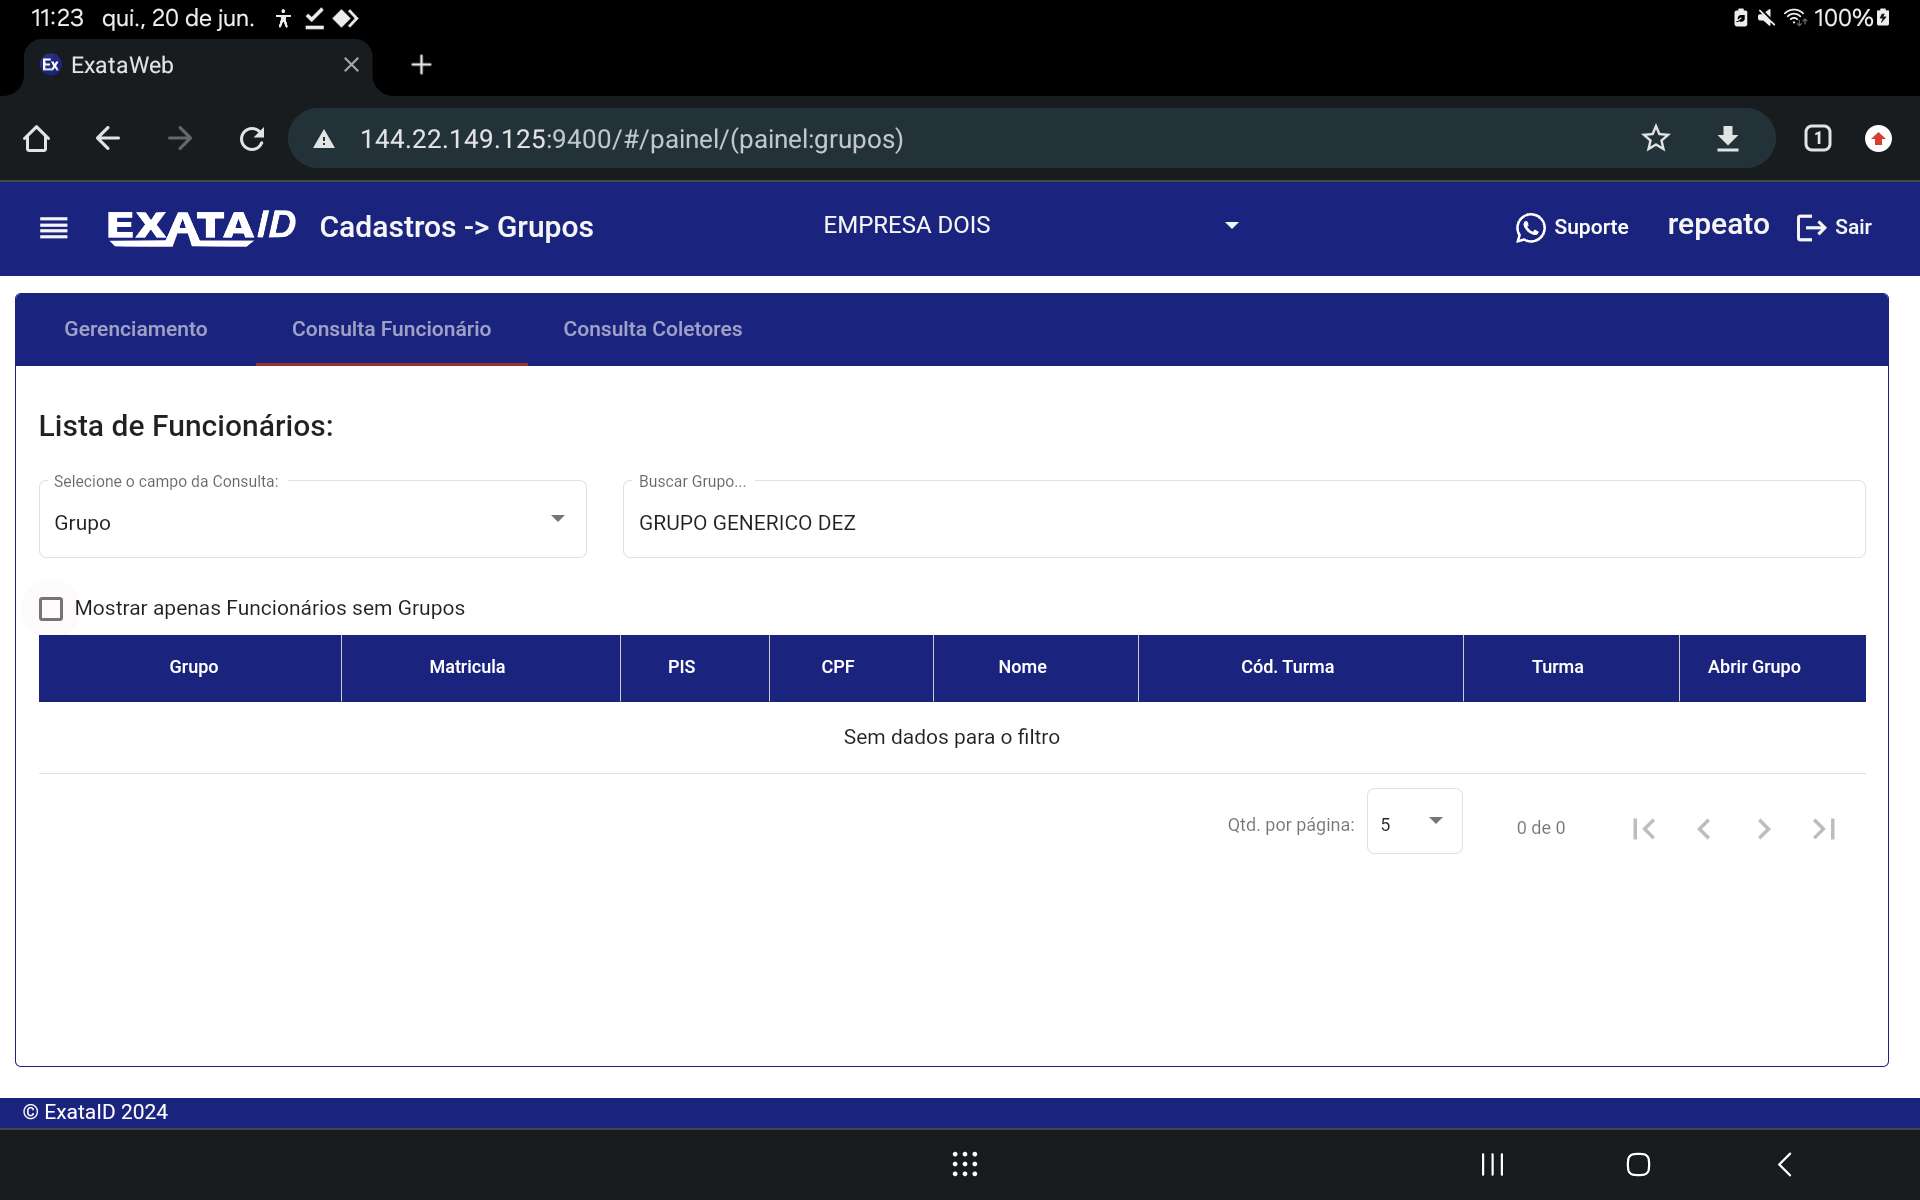 11:23 qui., 20 de jun. 100%
Ex ExataWeb
144.22.149.125:9400/#/painel/(painel:grupos) 1
EXATAID Cadastros -> Grupos EMPRESA DOIS Suporte repeato Sair
Gerenciamento Consulta Funcionário Consulta Coletores
Lista de Funcionários:
Selecione o campo da Consulta: Buscar Grupo...
Grupo GRUPO GENERICO DEZ
Mostrar apenas Funcionários sem Grupos
Grupo Matricula PIS CPF Nome Cód. Turma Turma Abrir Grupo
Sem dados para o filtro
Qtd. por página: 5 0 de 0
© ExataID 2024